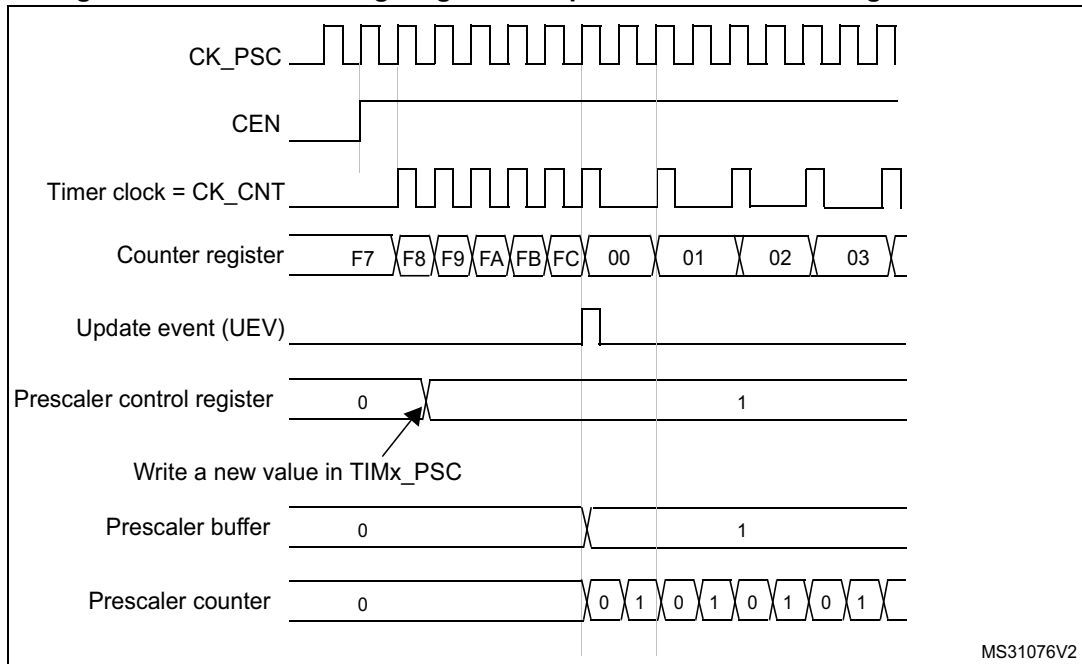 CK_PSC
CEN
Timer clock = CK_CNT
Counter register F7 F8 F9 FA FB FC 00 01 02 03
Update event (UEV)
Prescaler control register 0 1
Write a new value in TIMx_PSC
Prescaler buffer 0 1
Prescaler counter 0 0 1 0 1 0 1 0 1
MS31076V2